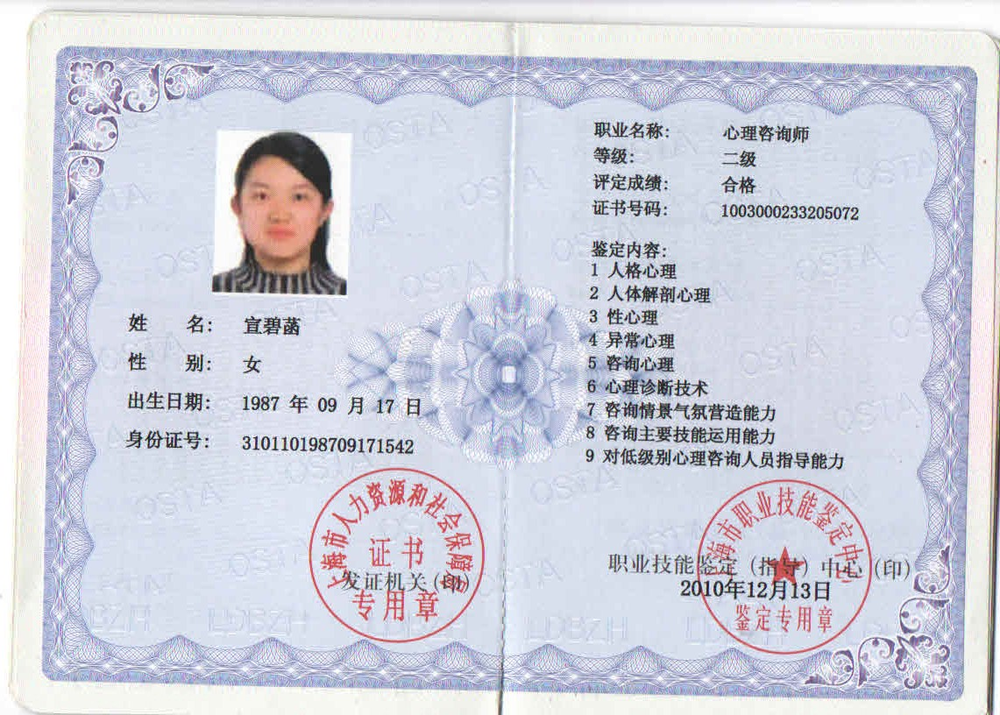 姓 名: 宣碧菡
性 别: 女
出生日期: 1987 年 09 月 17 日
身份证号: 310110198709171542
上海市人力资源和社会保障局
证书
发证机关(印)
专用章
职业名称: 心理咨询师
等级: 二级
评定成绩: 合格
证书号码: 1003000233205072
鉴定内容:
1 人格心理
2 人体解剖心理
3 性心理
4 异常心理
5 咨询心理
6 心理诊断技术
7 咨询情景气氛营造能力
8 咨询主要技能运用能力
9 对低级别心理咨询人员指导能力
上海市职业技能鉴定中心
职业技能鉴定(指导)中心(印)
2010年12月13日
鉴定专用章
OSTA